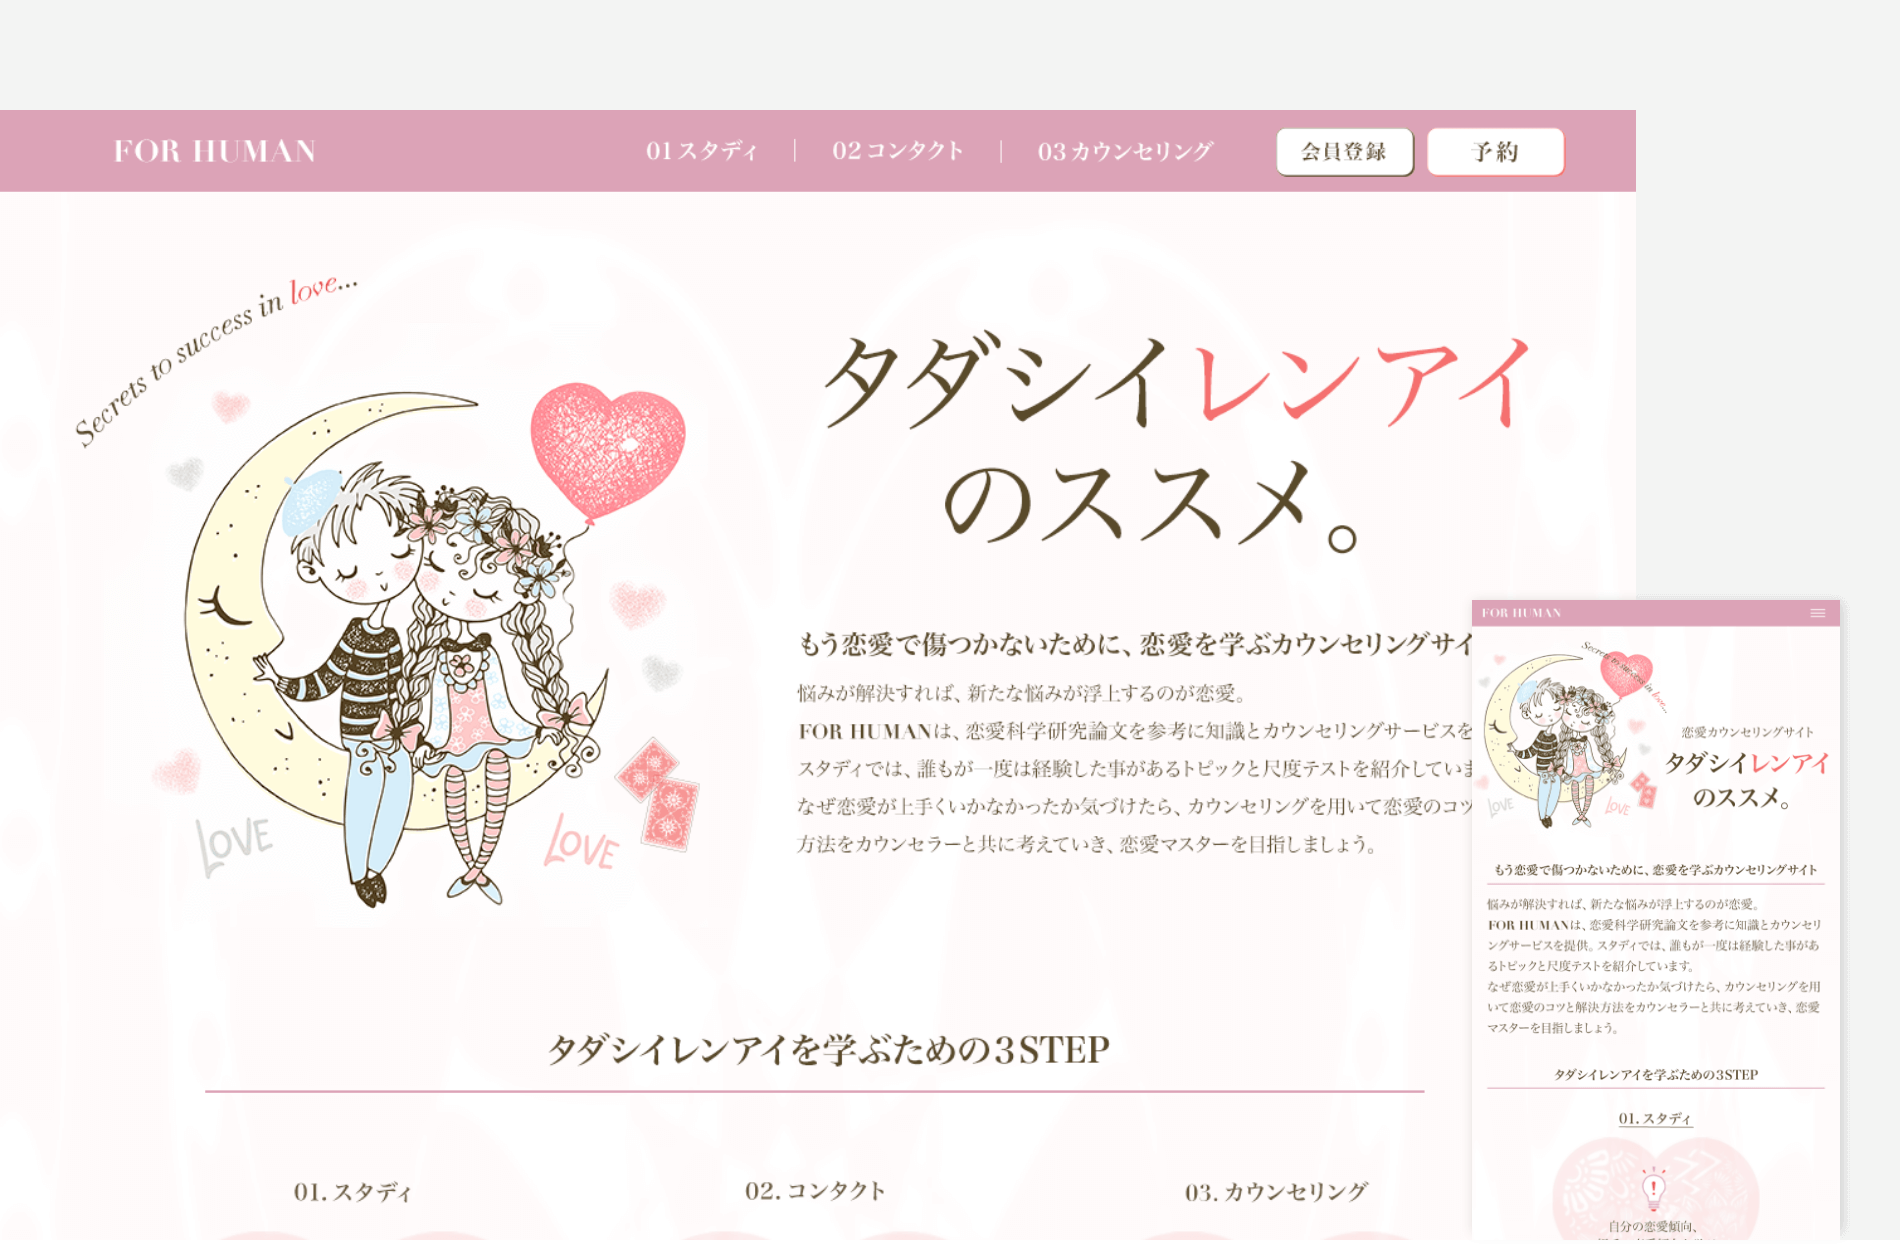 FOR HUMAN
01 スタディ
02 コンタクト
03 カウンセリング
会員登録
予約
Secrets to success in love...
タダシイレンアイ
のススメ。
LOVE
LOVE
もう恋愛で傷つかないために、恋愛を学ぶカウンセリングサイ
悩みが解決すれば、新たな悩みが浮上するのが恋愛。
FOR HUMANは、恋愛科学研究論文を参考に知識とカウンセリングサービスを
スタディでは、誰もが一度は経験した事があるトピックと尺度テストを紹介していま
なぜ恋愛が上手くいかなかったか気づけたら、カウンセリングを用いて恋愛のコツ
方法をカウンセラーと共に考えていき、恋愛マスターを目指しましょう。
タダシイレンアイを学ぶための3STEP
01. スタディ
02. コンタクト
03. カウンセリング
FOR HUMAN
Secrets to success in love...
恋愛カウンセリングサイト
タダシイレンアイ
のススメ。
LOVE
LOVE
もう恋愛で傷つかないために、恋愛を学ぶカウンセリングサイト
悩みが解決すれば、新たな悩みが浮上するのが恋愛。
FOR HUMANは、恋愛科学研究論文を参考に知識とカウンセリ
ングサービスを提供。スタディでは、誰もが一度は経験した事があ
るトピックと尺度テストを紹介しています。
なぜ恋愛が上手くいかなかったか気づけたら、カウンセリングを用
いて恋愛のコツと解決方法をカウンセラーと共に考えていき、恋愛
マスターを目指しましょう。
タダシイレンアイを学ぶための3STEP
01. スタディ
自分の恋愛傾向、